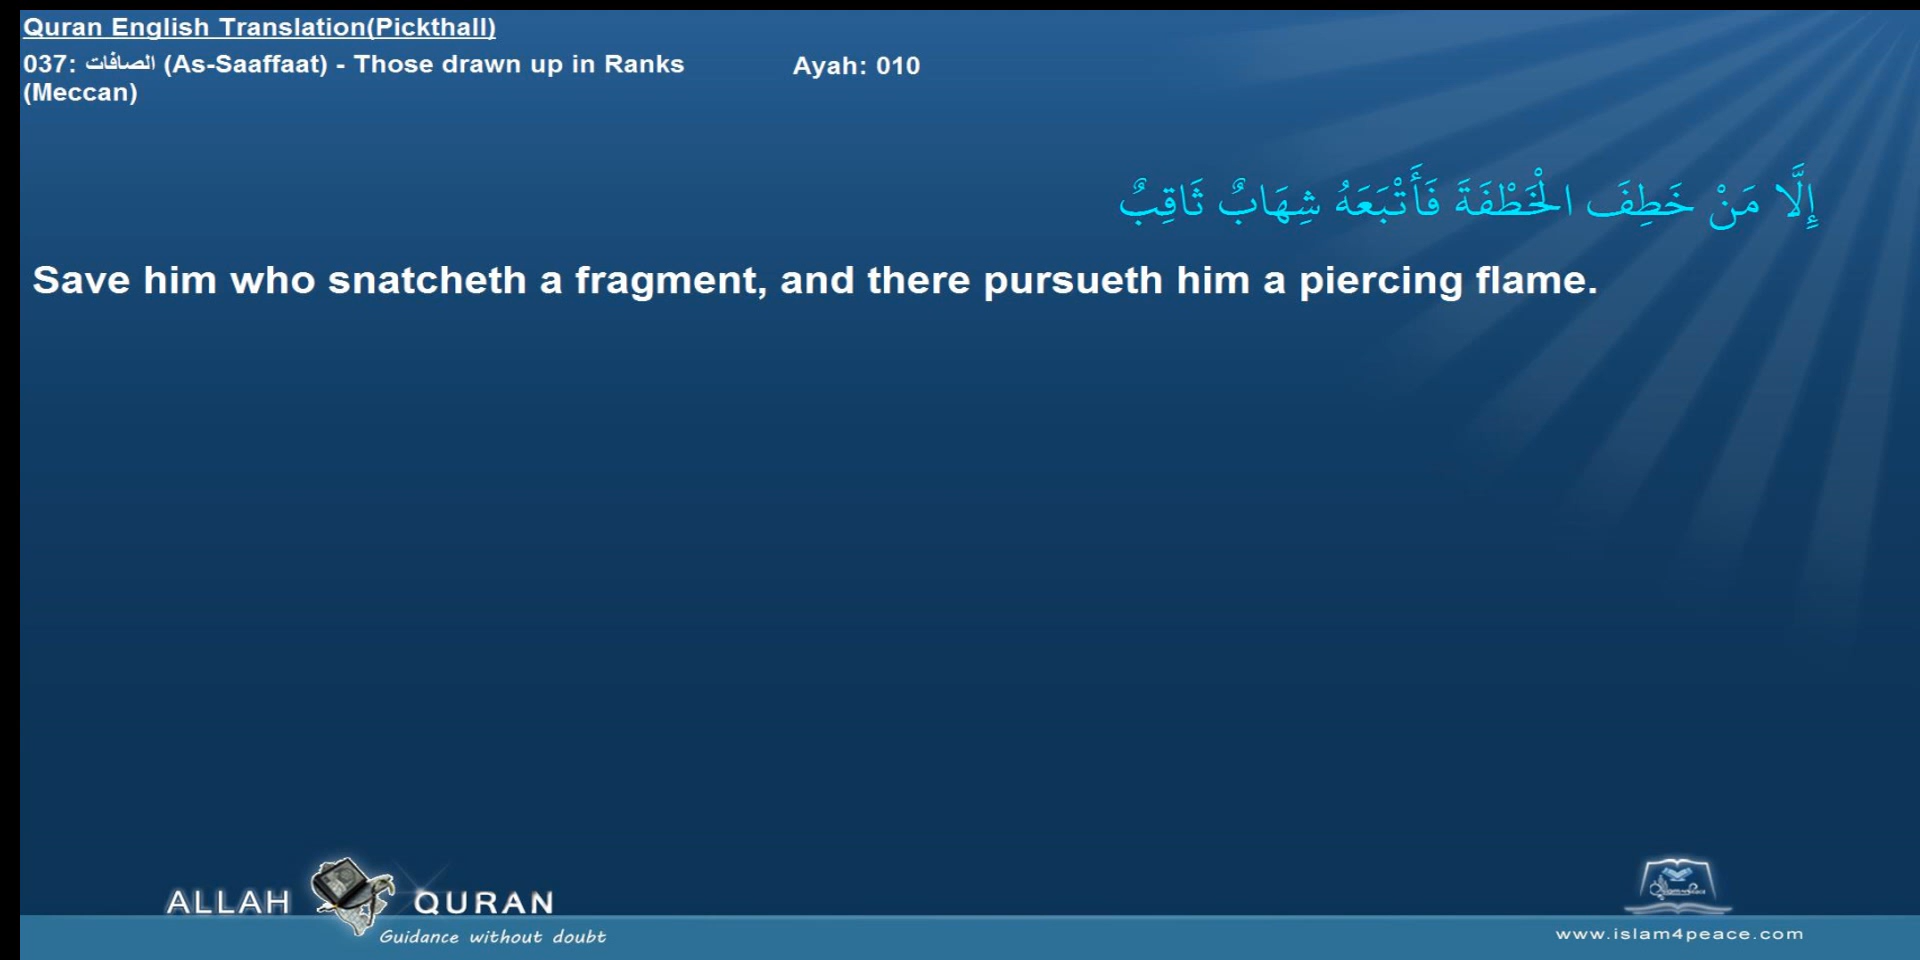 Quran English Translation(Pickthall)
037: الصافات (As-Saaffaat) - Those drawn up in Ranks
(Meccan)
Ayah: 010
إِلَّا مَنْ خَطِفَ الْخَطْفَةَ فَأَتْبَعَهُ شِهَابٌ ثَاقِبٌ
Save him who snatcheth a fragment, and there pursueth him a piercing flame.
ALLAH QURAN
Guidance without doubt
www.islam4peace.com